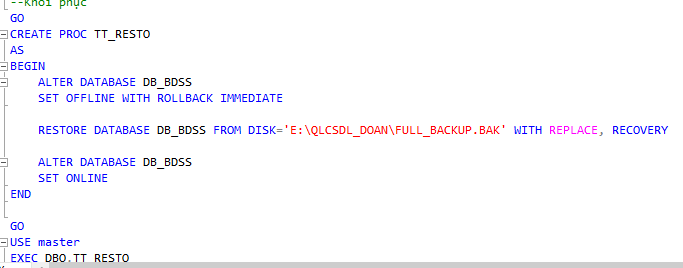 --Khôi phục
GO
CREATE PROC TT_RESTO
AS
BEGIN
ALTER DATABASE DB_BDSS
SET OFFLINE WITH ROLLBACK IMMEDIATE
RESTORE DATABASE DB_BDSS FROM DISK='E:\QLCSDL_DOAN\FULL_BACKUP.BAK' WITH REPLACE, RECOVERY
ALTER DATABASE DB_BDSS
SET ONLINE
END
GO
USE master
EXEC DBO.TT_RESTO